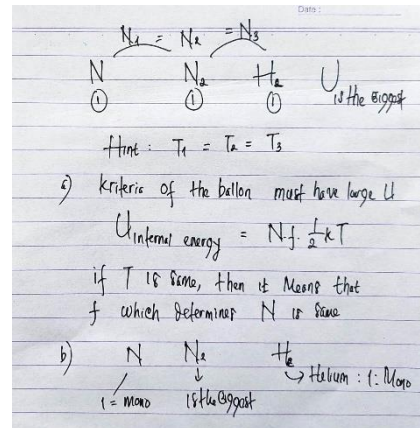 Date :
N1 = N2 = N3
N N2 He U
1 1 1 is the Biggest
Hint : T1 = T2 = T3
a) kriteria of the ballon must have large U
U internal energy = N.f. 1/2 kT
if T is same, then it Means that
f which determines N is same
b) N N2 He
→ Helium : 1 : Mono
1 = mono is the Biggest